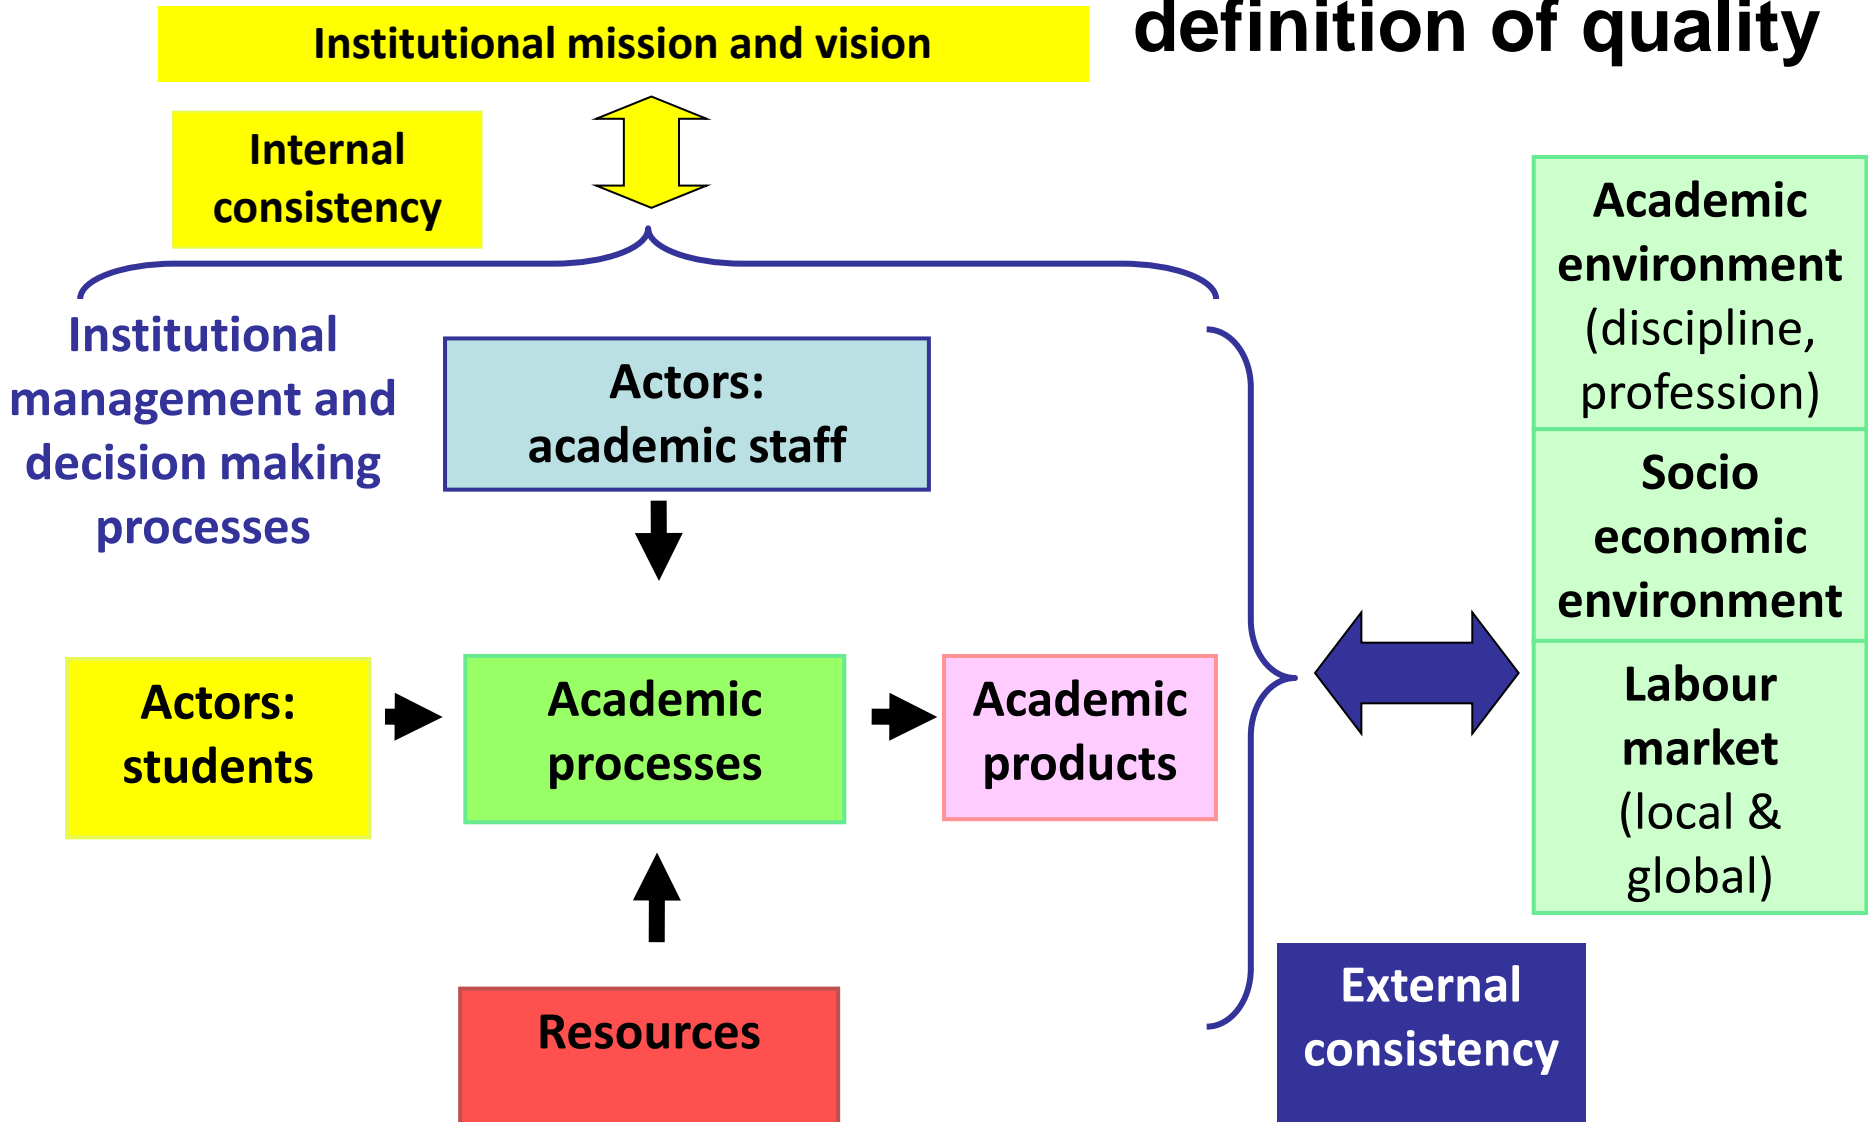 definition of quality
Institutional mission and vision
Internal
consistency
Institutional
management and
decision making
processes
Actors:
academic staff
Actors:
students
Academic
processes
Academic
products
Resources
Academic
environment
(discipline,
profession)
Socio
economic
environment
Labour
market
(local &
global)
External
consistency